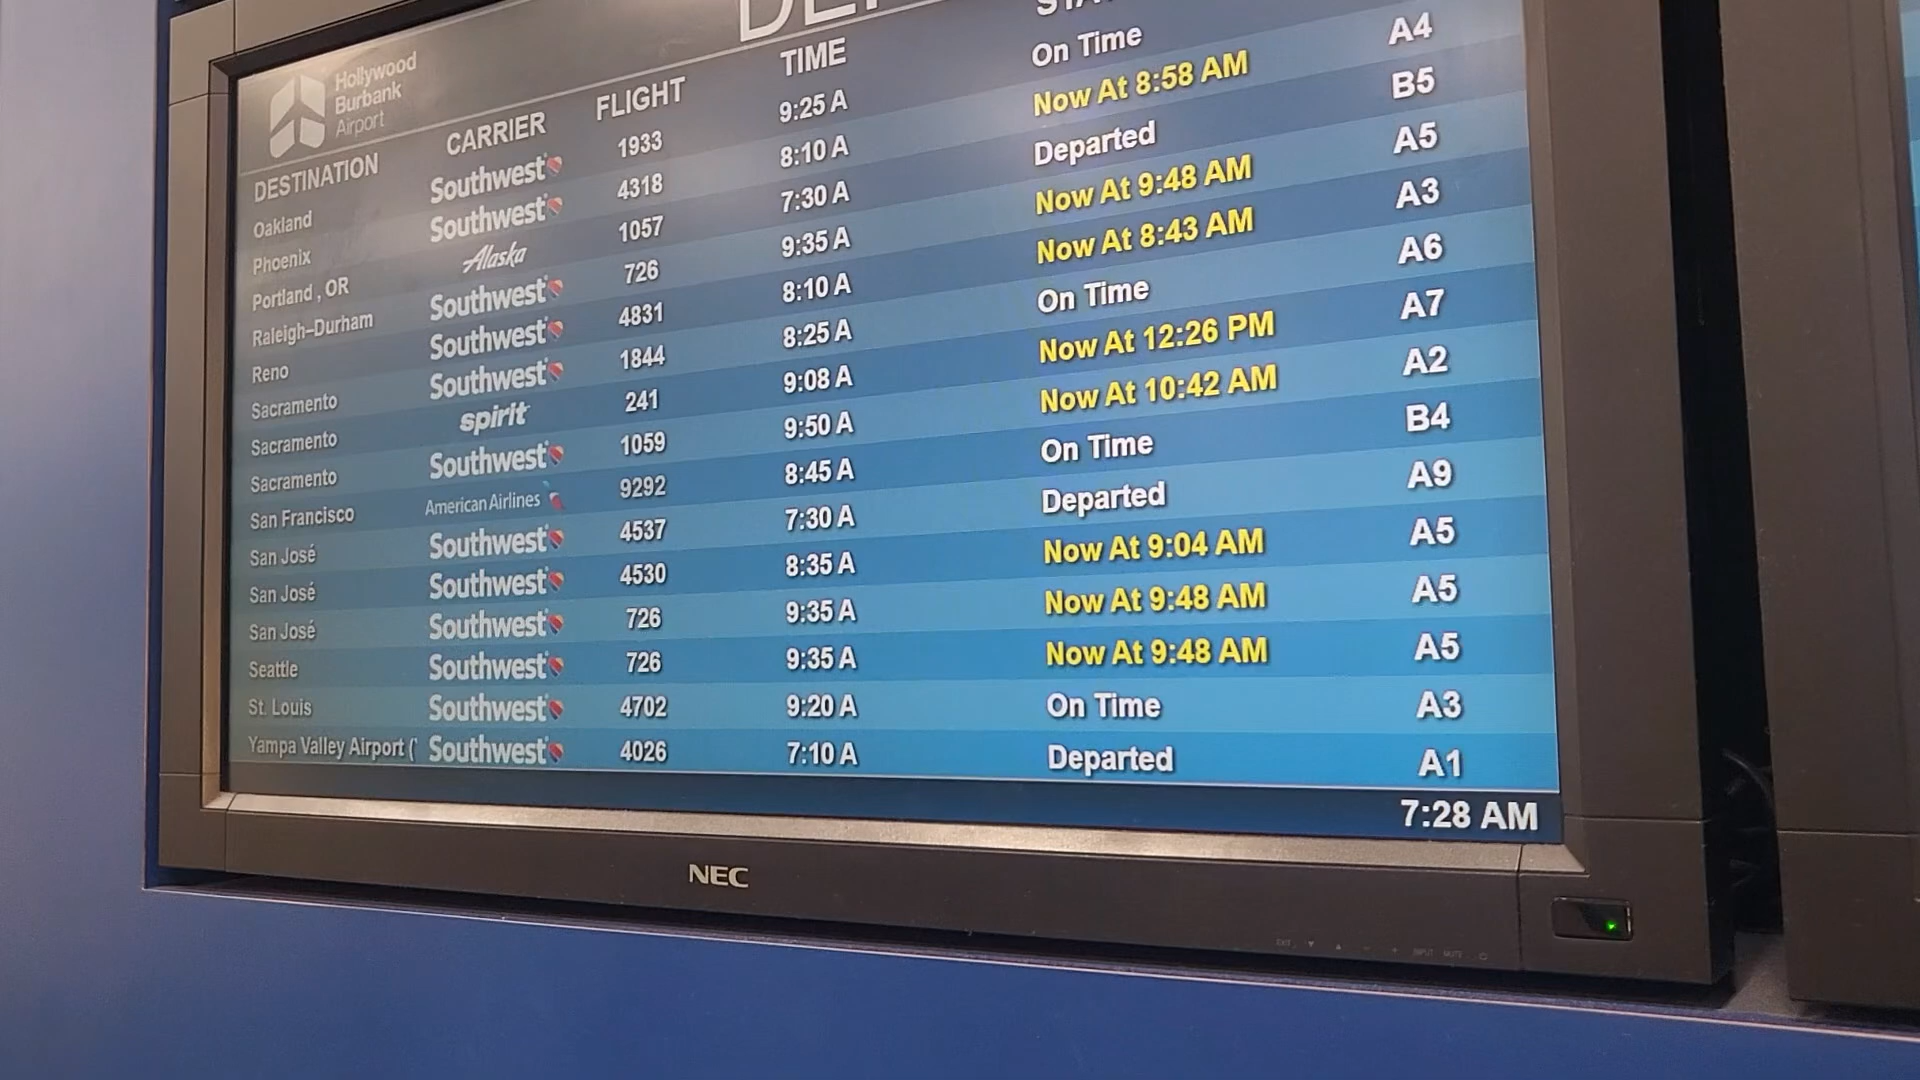 DE
Hollywood
Burbank
Airport
DESTINATION CARRIER FLIGHT TIME
Oakland Southwest 1933 9:25 A On Time
Phoenix Southwest 4318 8:10 A Now At 8:58 AM A4
Portland , OR Alaska 1057 7:30 A Departed B5
Raleigh–Durham Southwest 726 9:35 A Now At 9:48 AM A5
Reno Southwest 4831 8:10 A Now At 8:43 AM A3
Sacramento Southwest 1844 8:25 A On Time A6
Sacramento spirit 241 9:08 A Now At 12:26 PM A7
Sacramento Southwest 1059 9:50 A Now At 10:42 AM A2
San Francisco American Airlines 9292 8:45 A On Time B4
San José Southwest 4537 7:30 A Departed A9
San José Southwest 4530 8:35 A Now At 9:04 AM A5
San José Southwest 726 9:35 A Now At 9:48 AM A5
Seattle Southwest 726 9:35 A Now At 9:48 AM A5
St. Louis Southwest 4702 9:20 A On Time A3
Yampa Valley Airport ( Southwest 4026 7:10 A Departed A1
7:28 AM
NEC